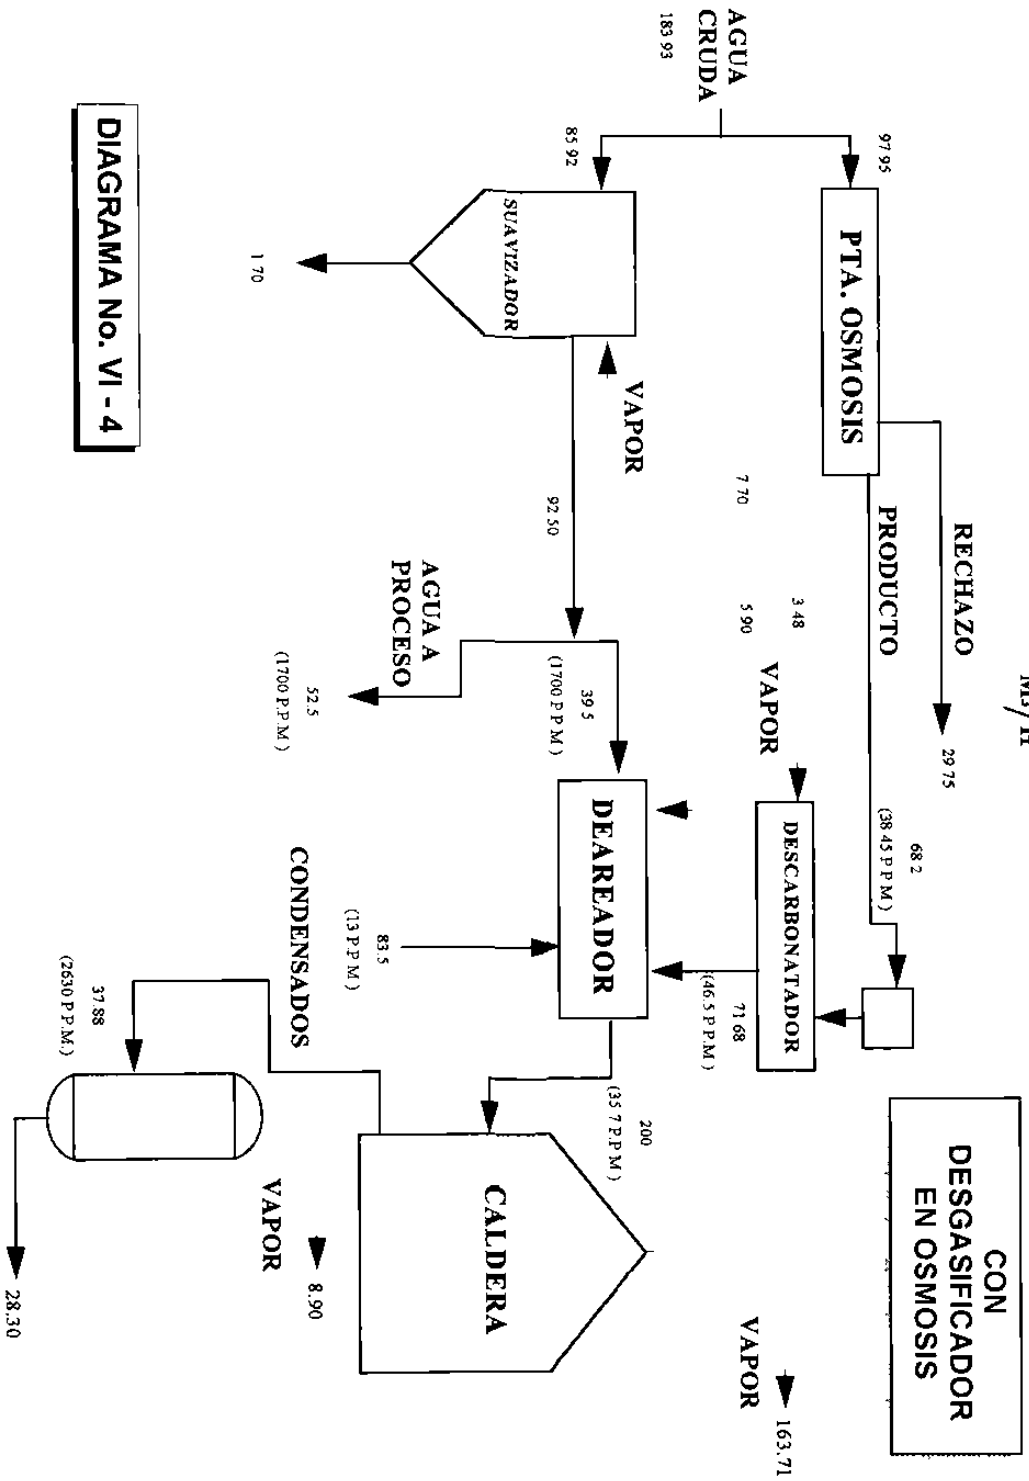 M3/H
CON
DESGASIFICADOR
EN OSMOSIS
RECHAZO
29 75
97 95
PTA. OSMOSIS
PRODUCTO
68 2
(38 45 P P M )
AGUA
CRUDA
183 93
3 48
7 70
5 90
VAPOR
DESCARBONATADOR
71 68
(46.5 P P.M )
VAPOR
163.71
85 92
SUAVIZADOR
VAPOR
92 50
39 5
(1700 P P.M )
DEAREADOR
200
(35 7 P.P.M )
CALDERA
1 70
AGUA A
PROCESO
52.5
(1700 P.P.M )
83.5
(13 P.P.M )
CONDENSADOS
VAPOR
8.90
37.88
(2630 P P.M.)
28.30
DIAGRAMA No. VI - 4